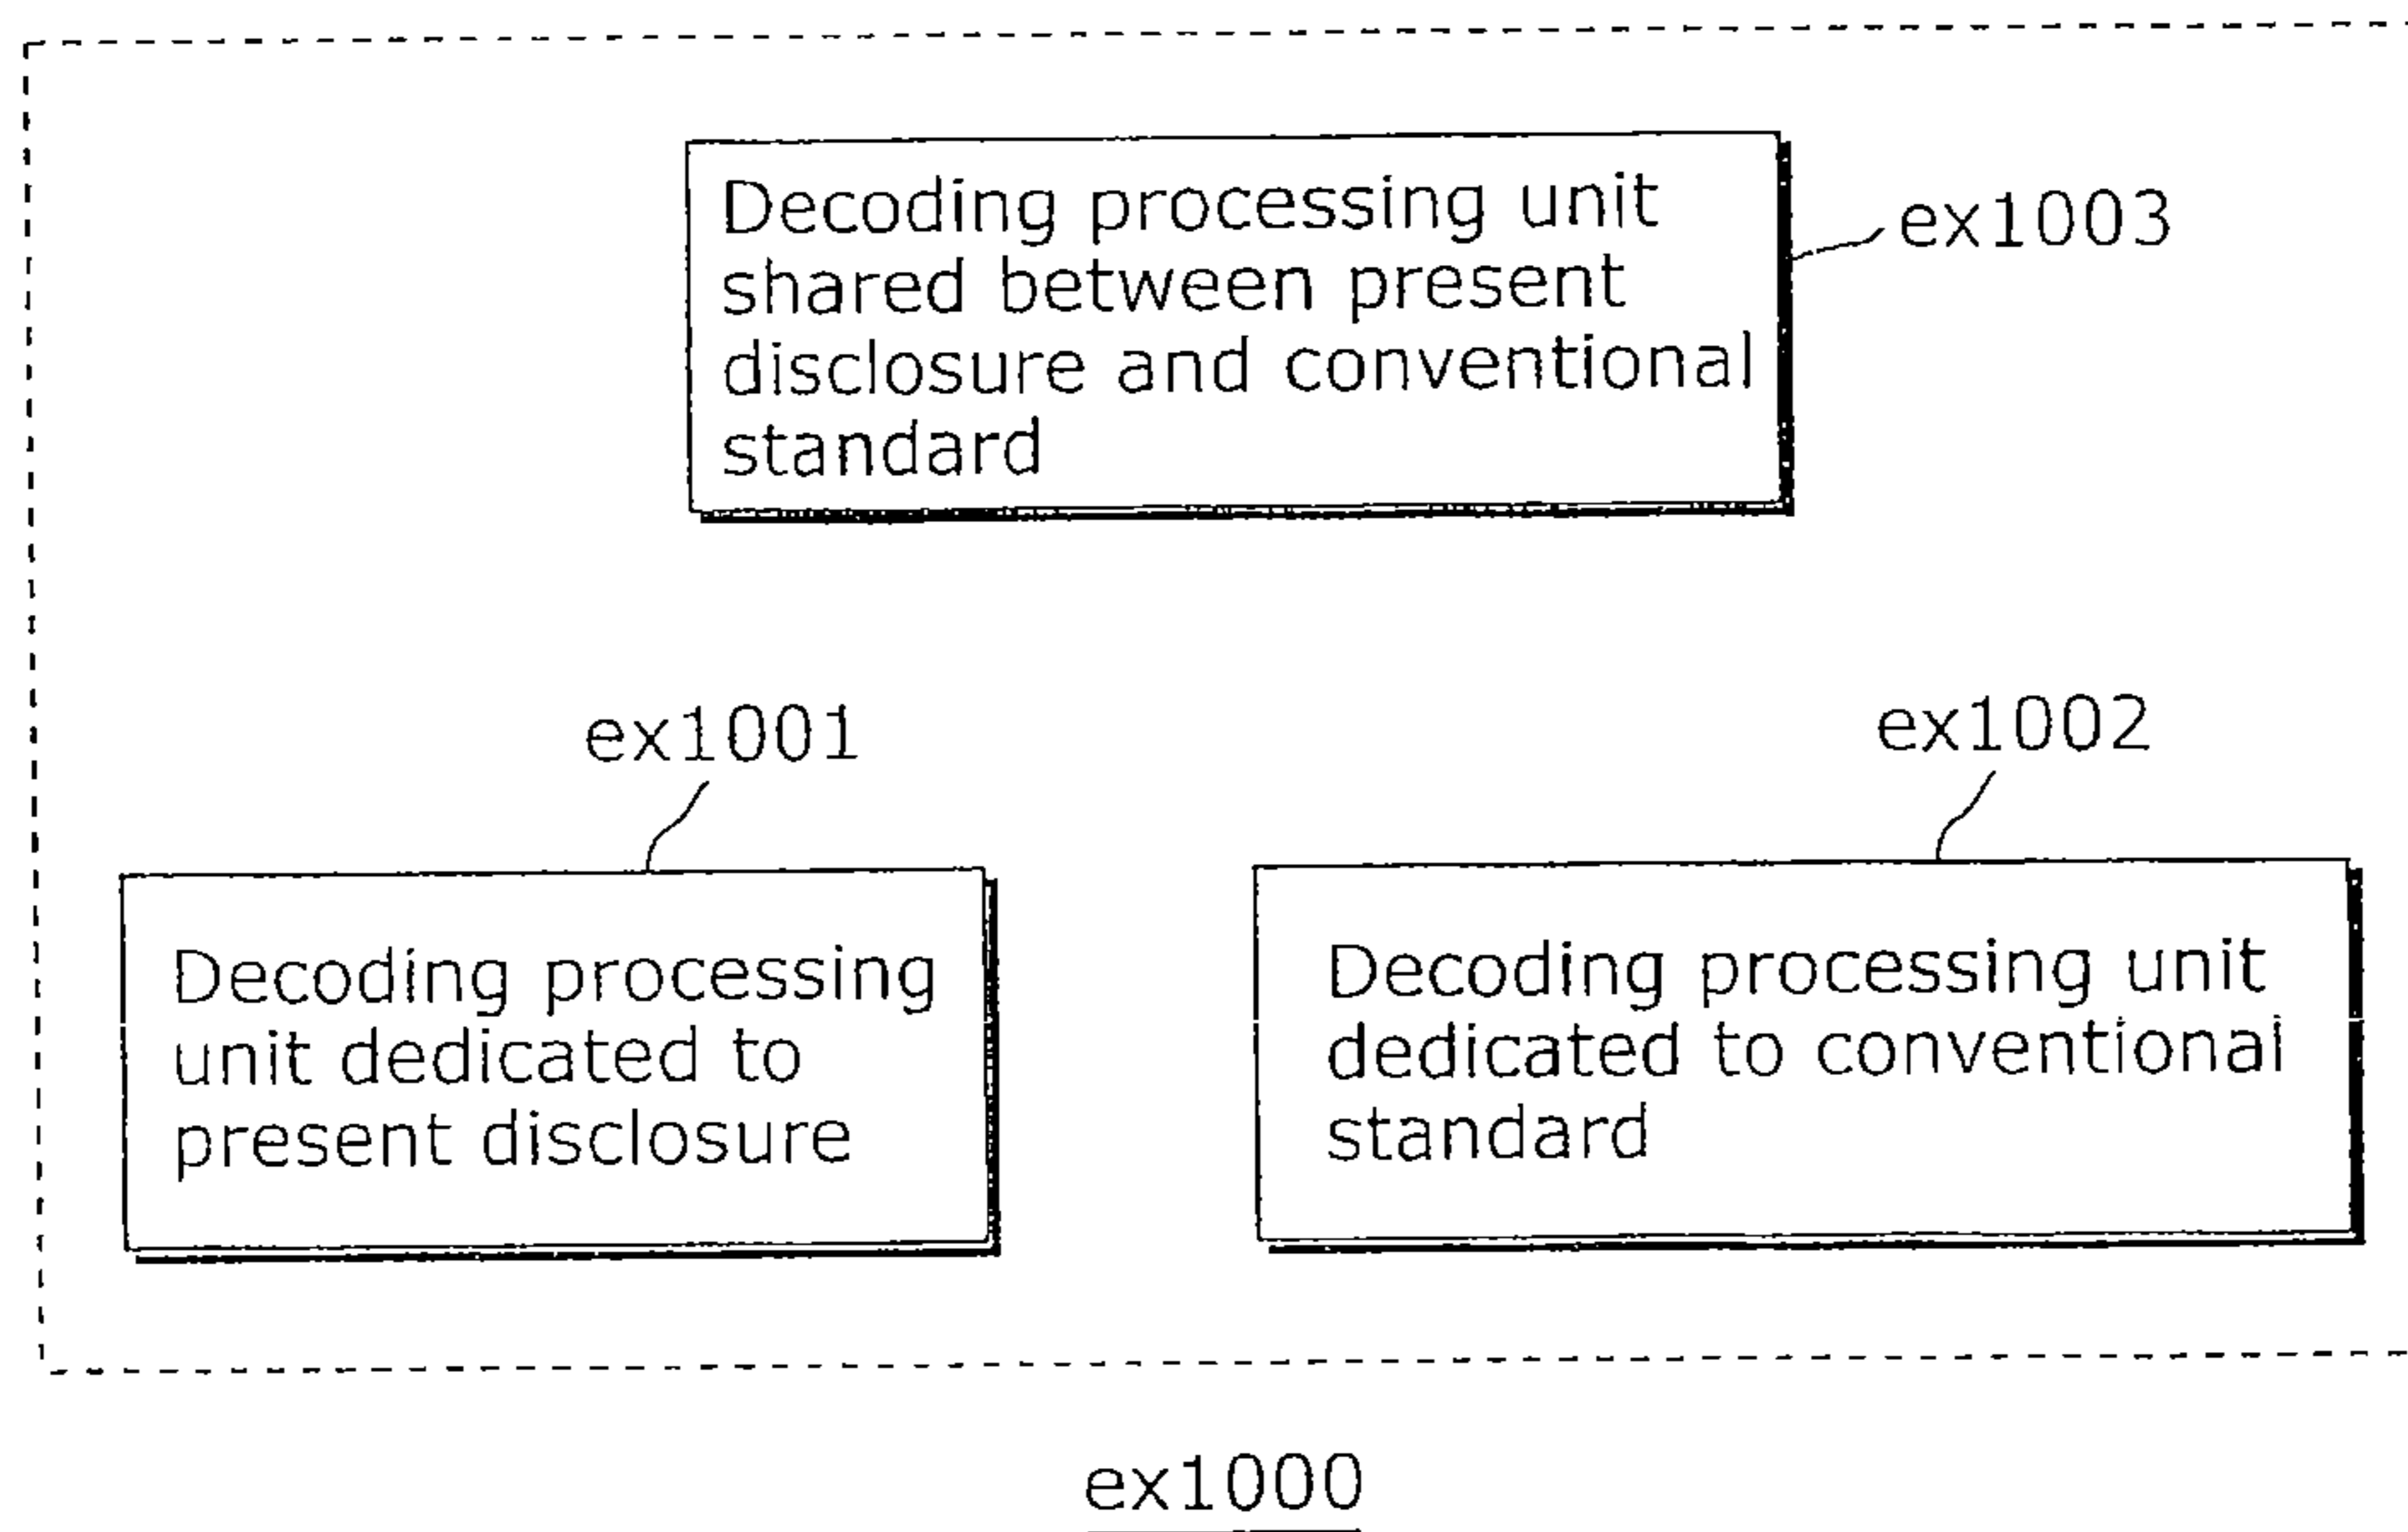 Decoding processing unit
shared between present
disclosure and conventional
standard
ex1003
ex1001
ex1002
Decoding processing
unit dedicated to
present disclosure
Decoding processing unit
dedicated to conventional
standard
ex1000